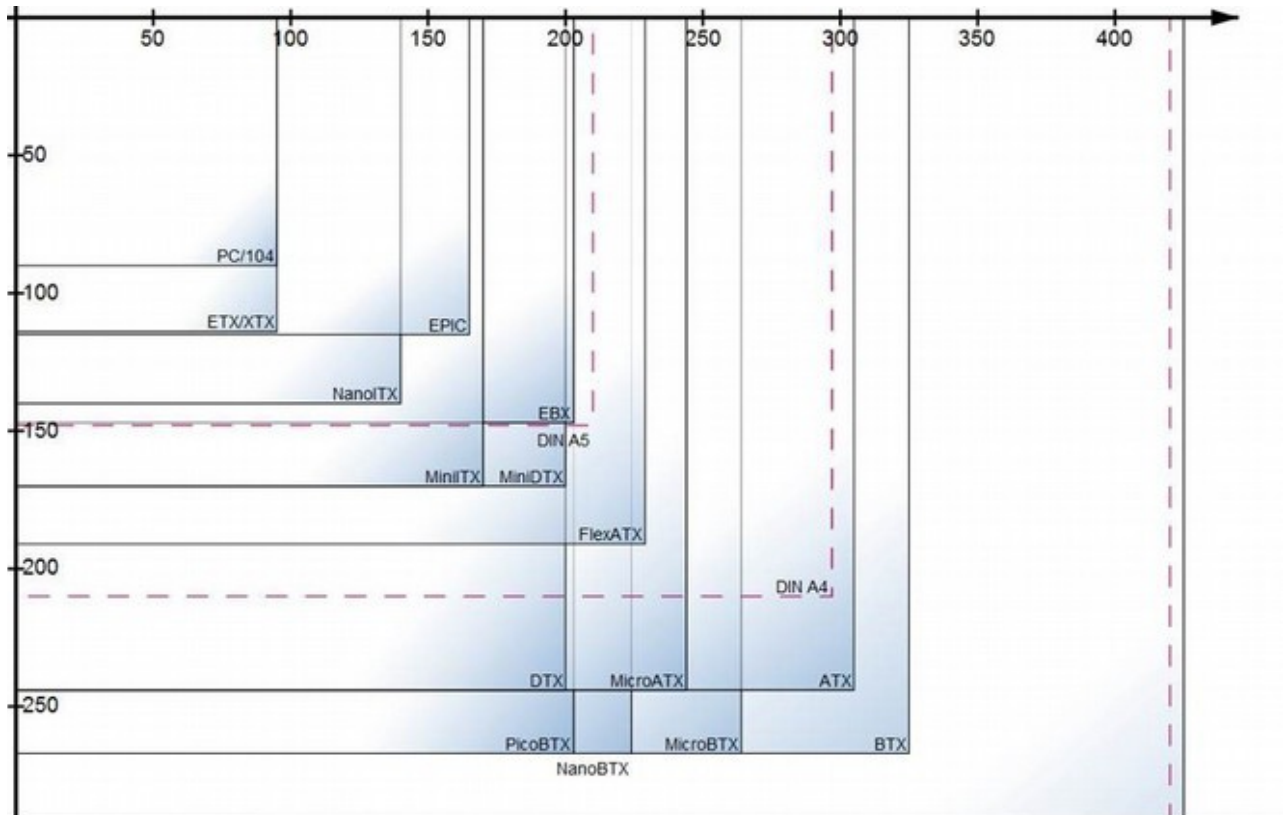 50 100 150 200 250 300 350 400
50
PC/104
100
ETX/XTX
EPIC
NanoITX
EBX
150
DIN A5
MiniITX MiniDTX
FlexATX
200
DIN A4
DTX MicroATX ATX
250
PicoBTX MicroBTX BTX
NanoBTX